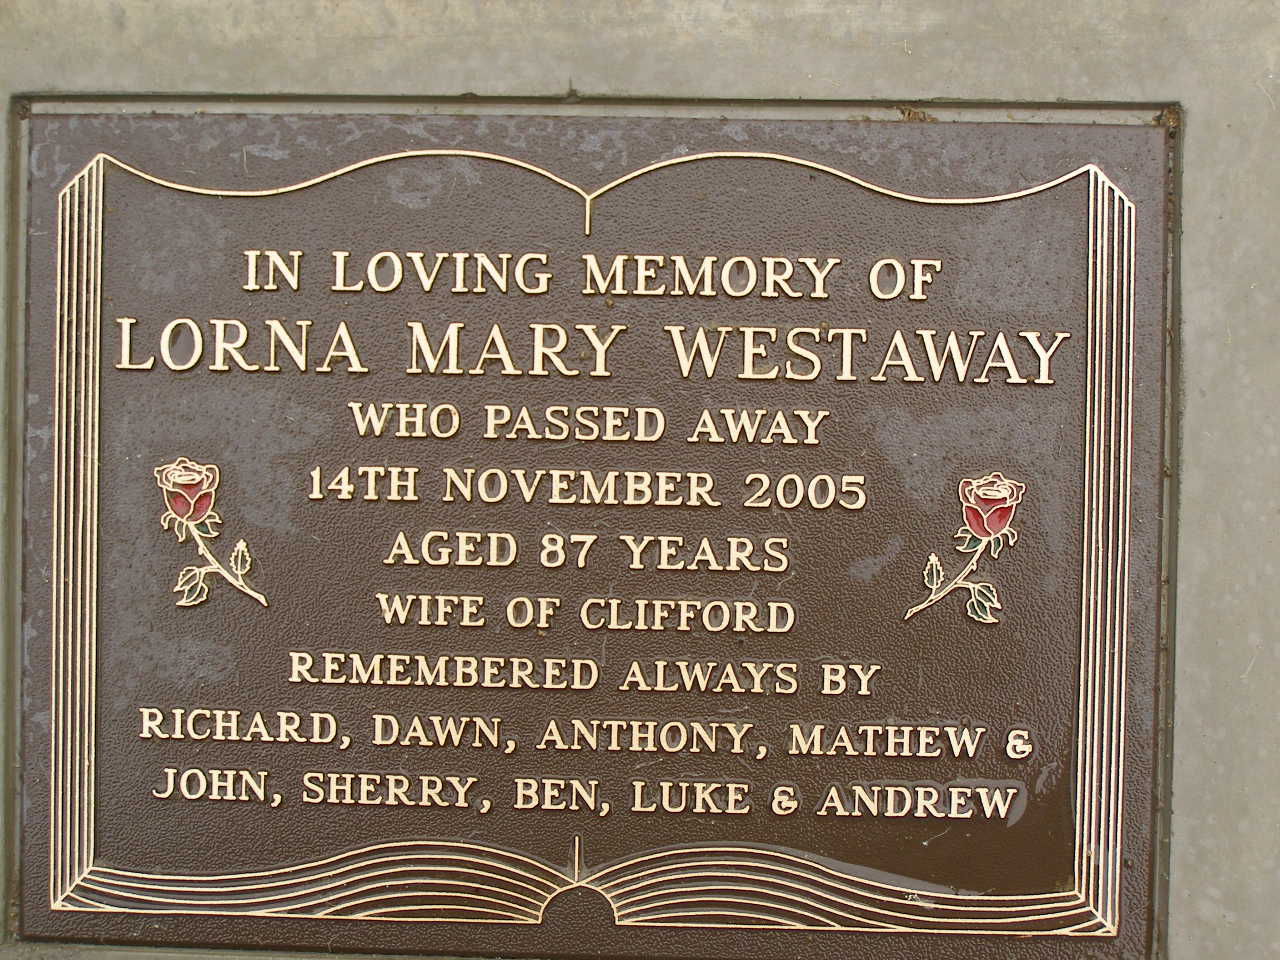 IN LOVING MEMORY OF
LORNA MARY WESTAWAY
WHO PASSED AWAY
14TH NOVEMBER 2005
AGED 87 YEARS
WIFE OF CLIFFORD
REMEMBERED ALWAYS BY
RICHARD, DAWN, ANTHONY, MATHEW &
JOHN, SHERRY, BEN, LUKE & ANDREW